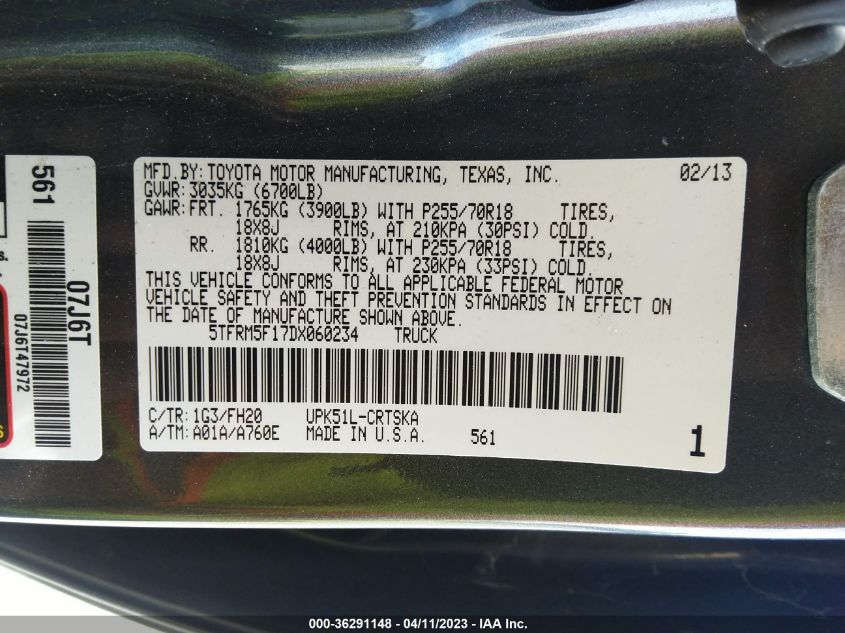 MFD.BY:TOYOTA MOTOR MANUFACTURING, TEXAS, INC. 02/13
GVWR:3035KG (6700LB)
GAWR:FRT. 1765KG (3900LB) WITH P255/70R18 TIRES,
18X8J RIMS, AT 210KPA (30PSI) COLD.
RR. 1810KG (4000LB) WITH P255/70R18 TIRES,
18X8J RIMS, AT 230KPA (33PSI) COLD.
THIS VEHICLE CONFORMS TO ALL APPLICABLE FEDERAL MOTOR
VEHICLE SAFETY AND THEFT PREVENTION STANDARDS IN EFFECT ON
THE DATE OF MANUFACTURE SHOWN ABOVE.
5TFRM5F17DX060234 TRUCK
C/TR:1G3/FH20 UPK51L-CRTSKA
A/TM:A01A/A760E MADE IN U.S.A. 561 1
561
07J6T
07J6T47972
000-36291148 - 04/11/2023 - IAA Inc.